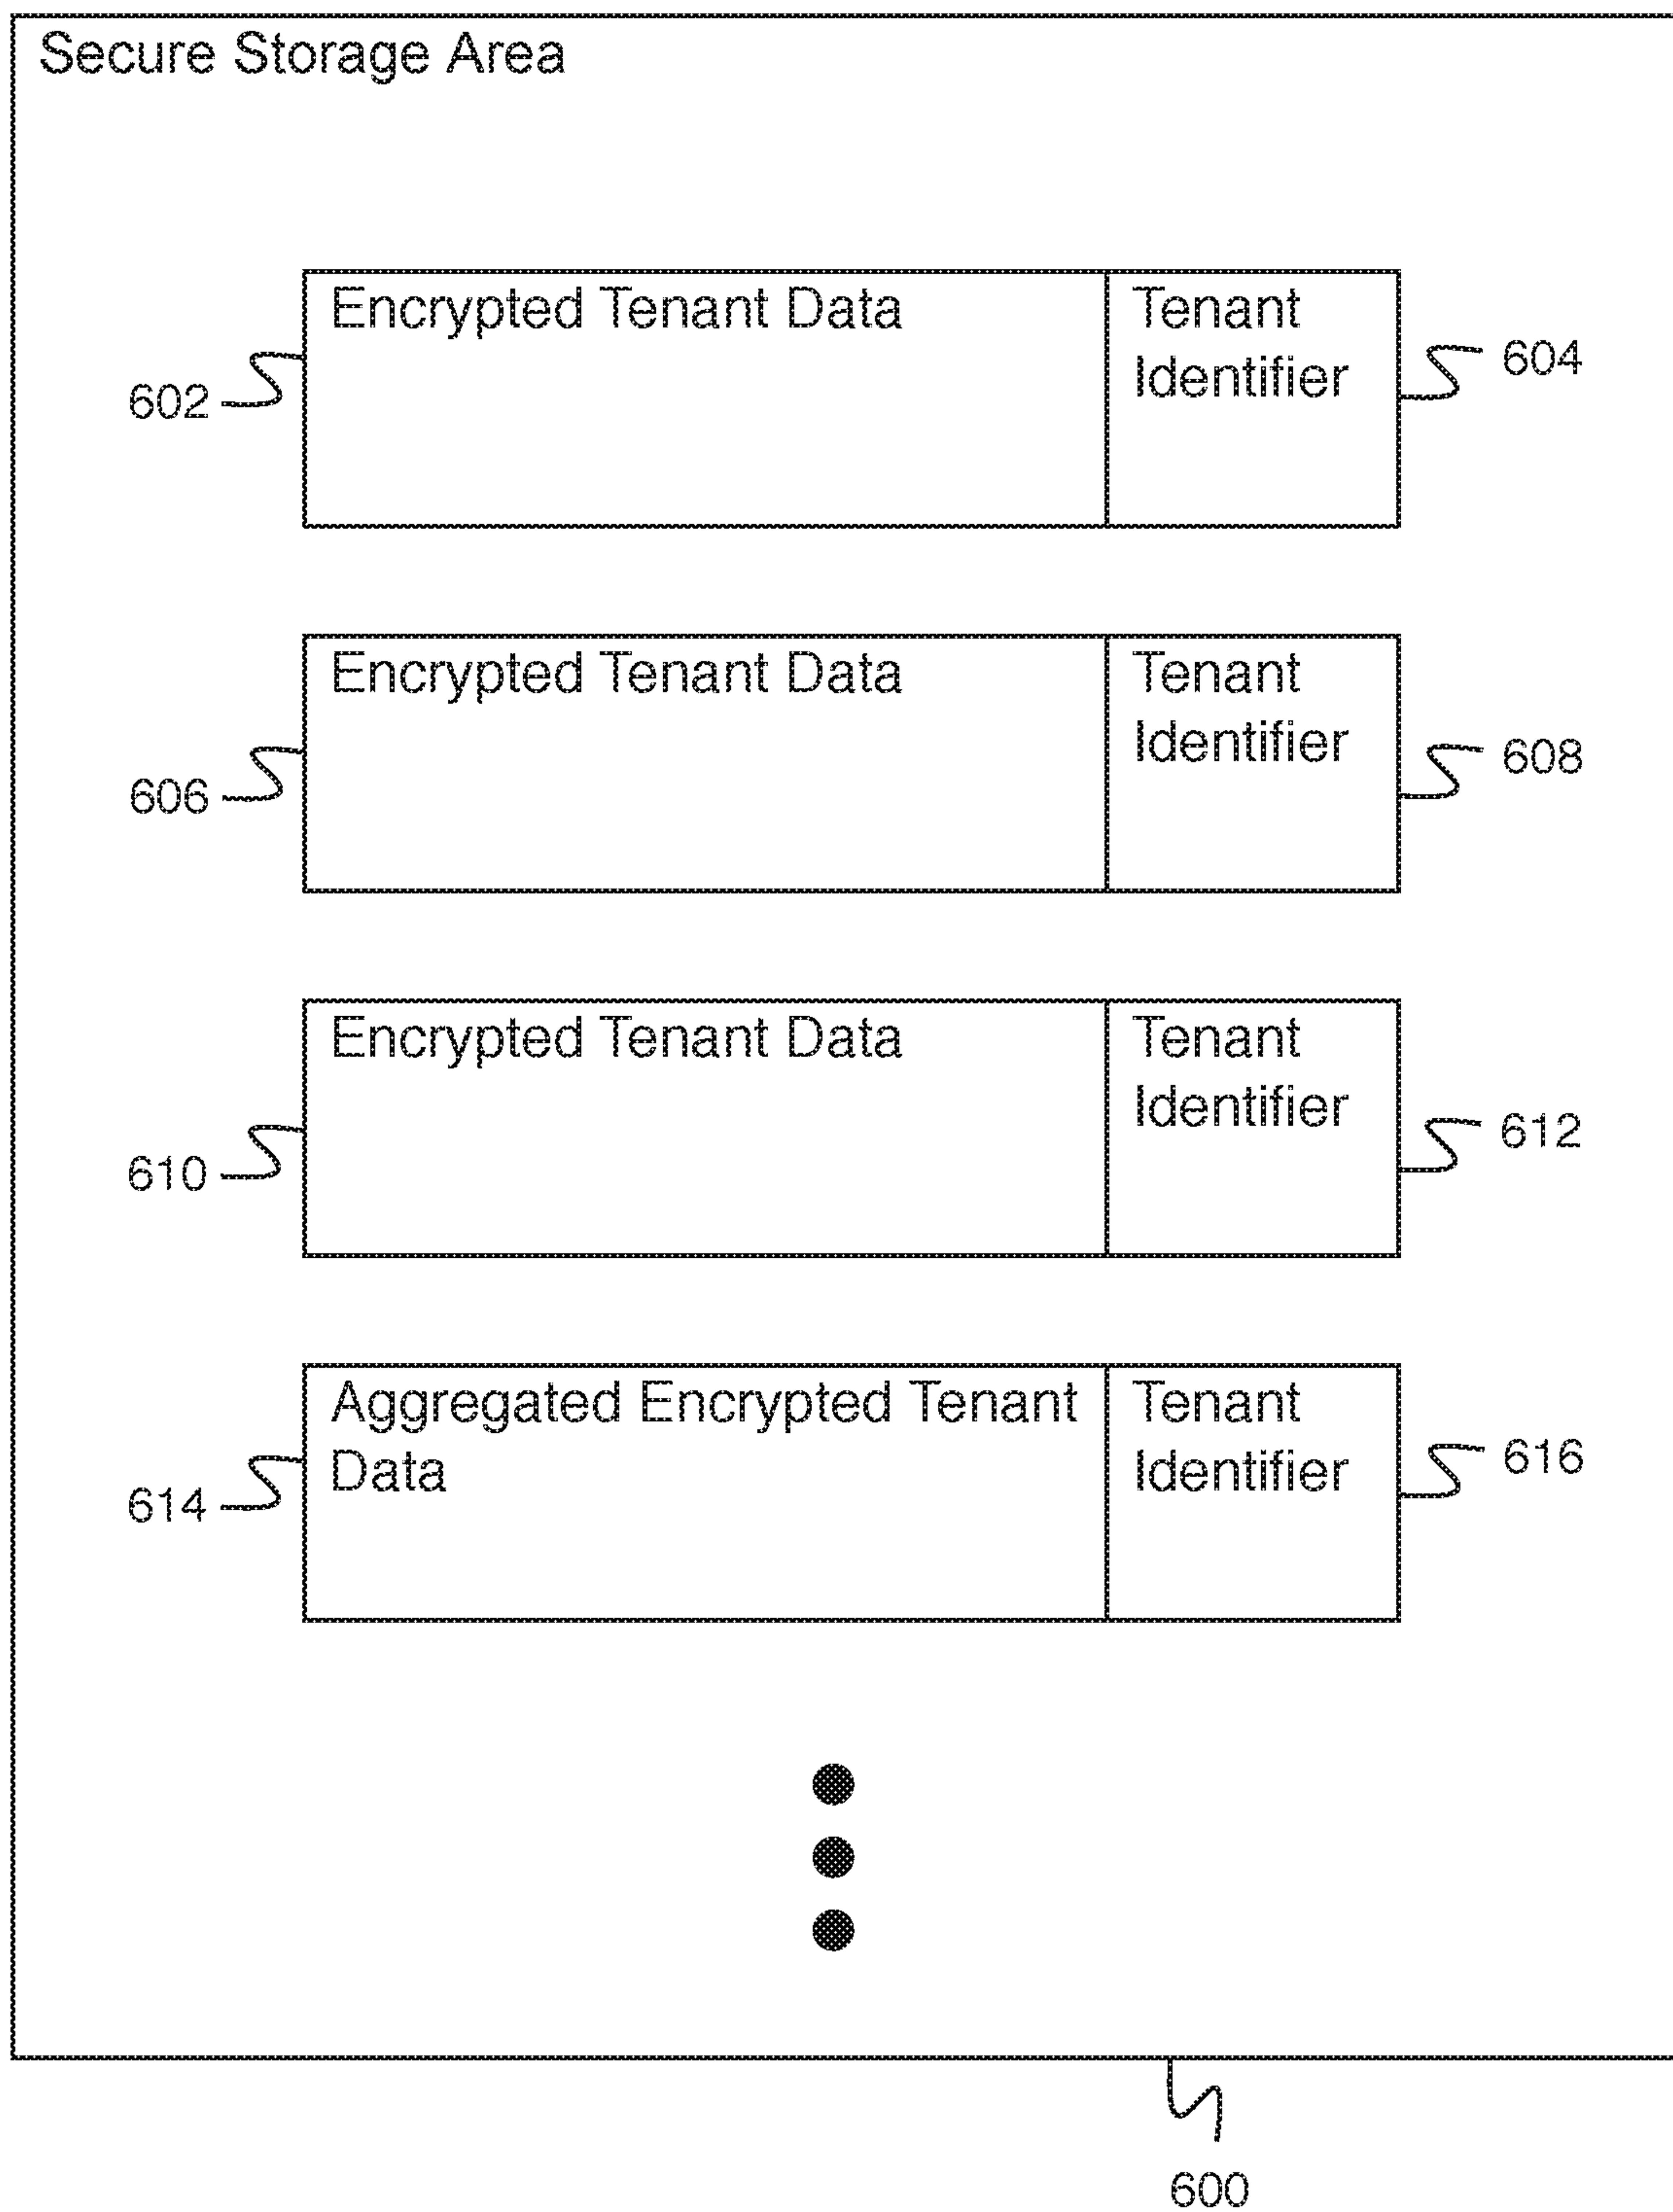 Secure Storage Area
Encrypted Tenant Data
Tenant
Identifier
602
604
Encrypted Tenant Data
Tenant
Identifier
606
608
Encrypted Tenant Data
Tenant
Identifier
610
612
Aggregated Encrypted Tenant
Data
Tenant
Identifier
614
616
600